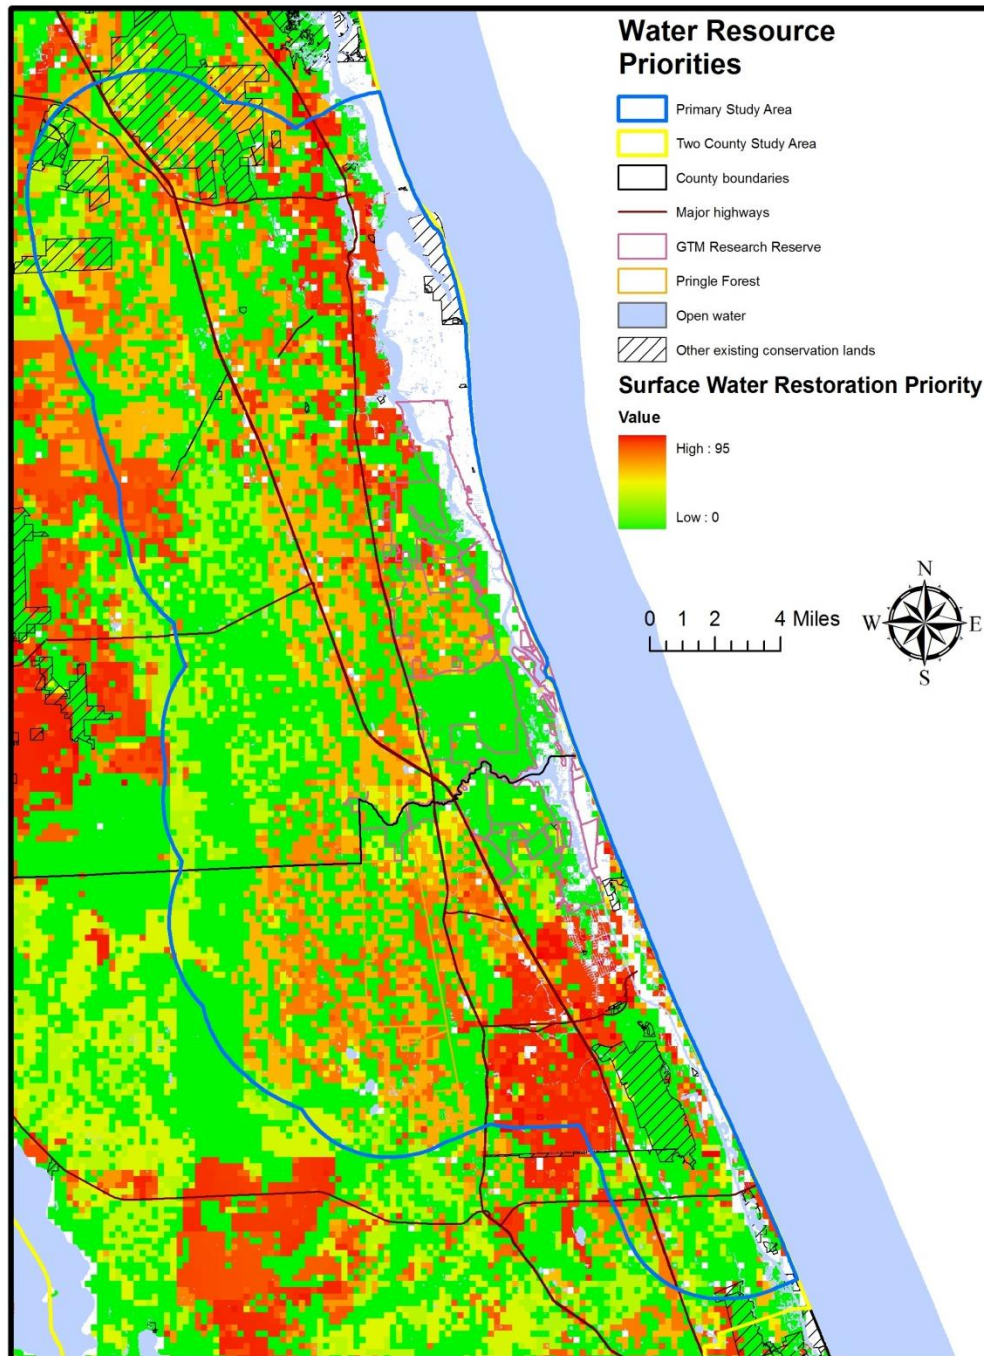 Water Resource
Priorities
Primary Study Area
Two County Study Area
County boundaries
Major highways
GTM Research Reserve
Pringle Forest
Open water
Other existing conservation lands
Surface Water Restoration Priority
Value
High : 95
Low : 0
0 1 2 4 Miles
N
W E
S